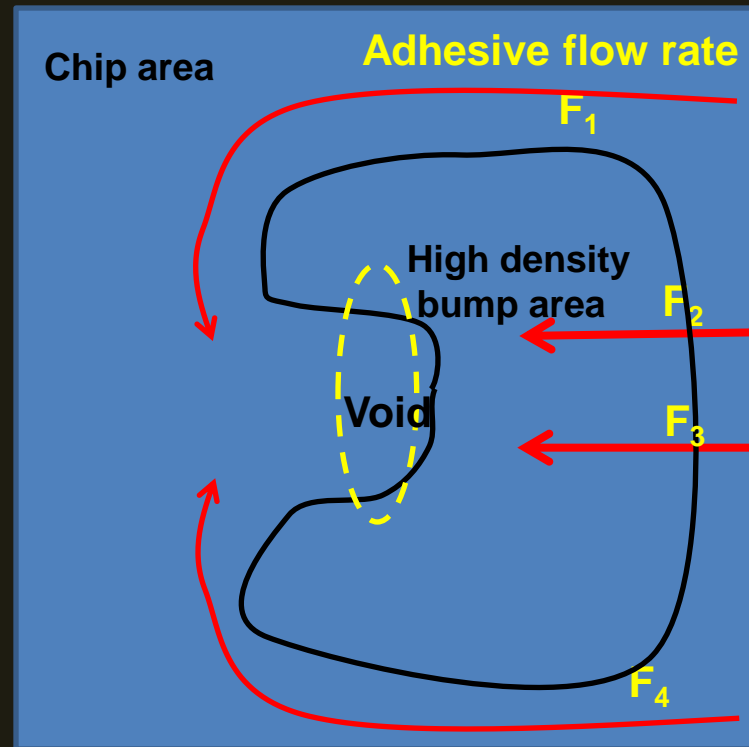 Chip area
Adhesive flow rate
F₁
High density
bump area
F₂
Void
F₃
F₄